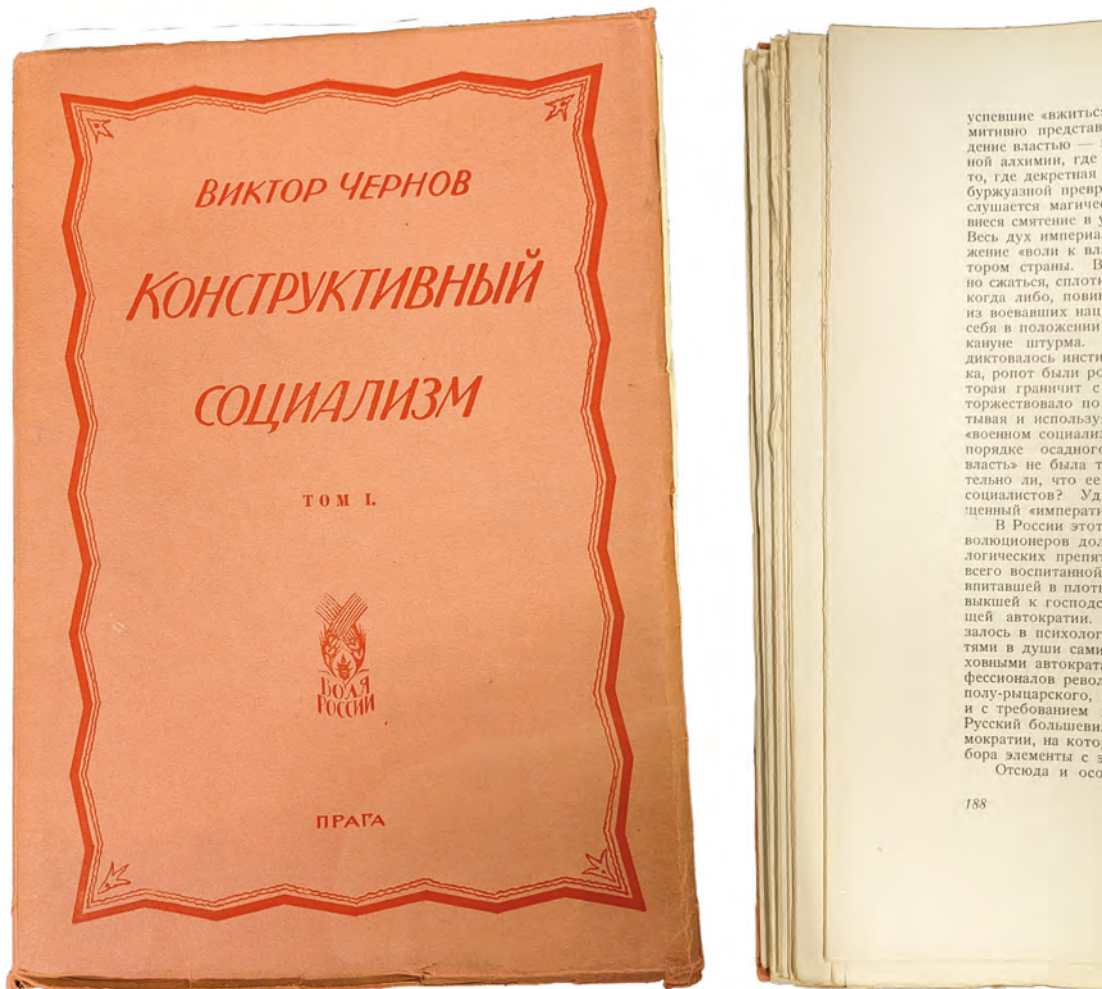 ВИКТОР ЧЕРНОВ
КОНСТРУКТИВНЫЙ
СОЦИАЛИЗМ
ТОМ I.
ВОЛЯ
РОССИИ
ПРАГА
успевшие «вжиться
митивно представ
дение властью —
ной алхимии, где
то, где декретная
буржуазной превр
слушается магичес
внеся смятение в у
Весь дух империа
жение «воли к вла
тором страны. В
но сжаться, сплоти
когда либо, повин
из воевавших нац
себя в положении
кануне штурма.
диктовалось инсти
ка, ропот были ро
торая граничит с
торжествовало по
тывая и используя
«военном социализ
порядке осадного
власть» не была т
тельно ли, что ее
социалистов? Уд
щенный «императи
В России этот
волюционеров дол
логических препят
всего воспитанной
впитавшей в плоть
выкшей к господс
щей автократии.
залось в психолог
тями в души сами
ховными автократа
фессионалов револ
полу-рыцарского,
и с требованием
Русский большеви
мократии, на котор
бора элементы с э
Отсюда и осо
188